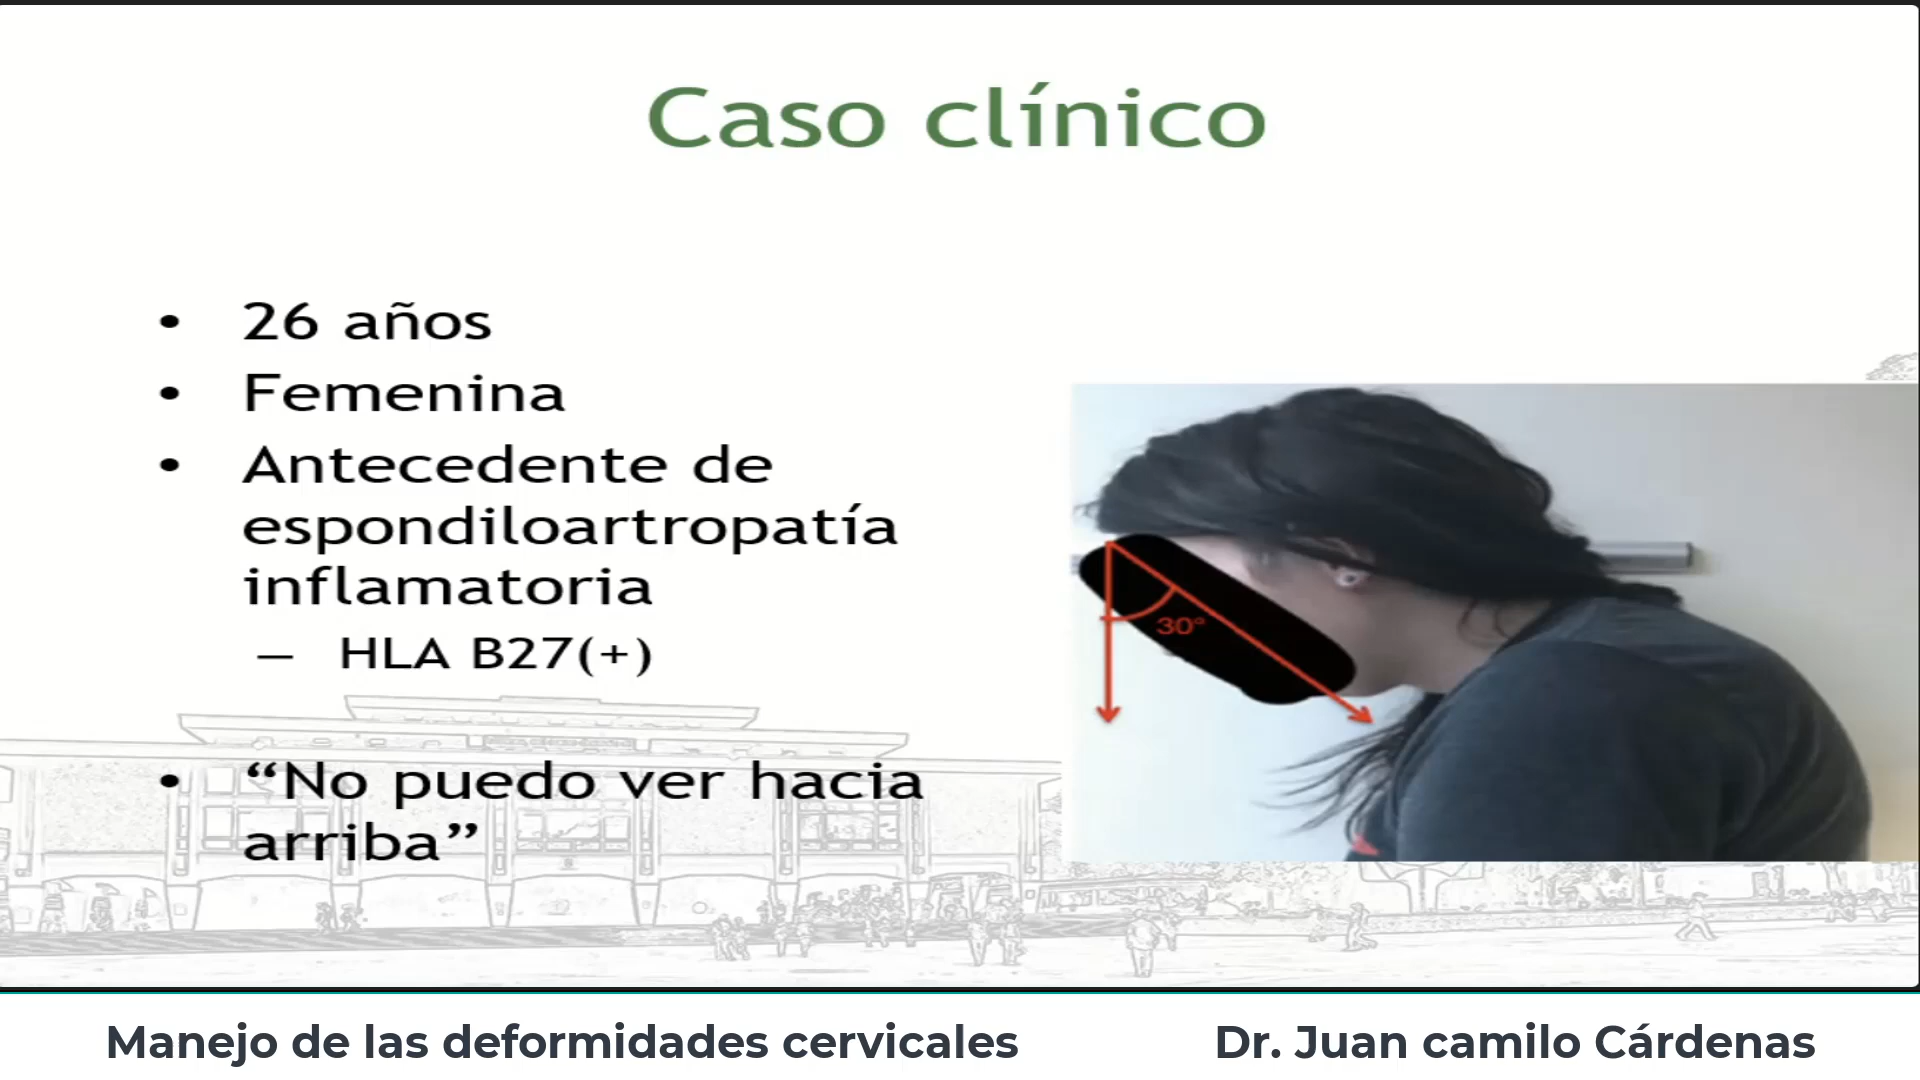 Caso clínico
• 26 años
• Femenina
• Antecedente de
espondiloartropatía
inflamatoria
– HLA B27(+)
• “No puedo ver hacia
arriba”
30°
Manejo de las deformidades cervicales
Dr. Juan camilo Cárdenas